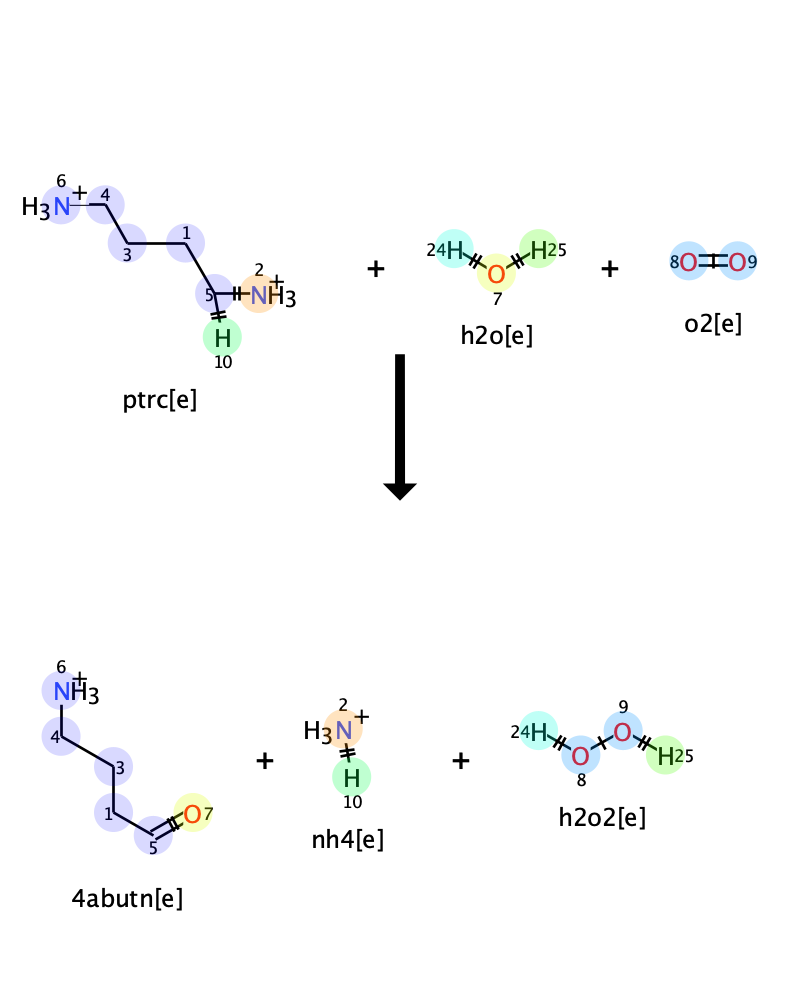 6
H3N+
4
3
1
5
2
NH3+
H
10
ptrc[e]
+
24H
O
7
H25
h2o[e]
+
8O
O9
o2[e]
6
NH3+
4
3
1
5
O7
4abutn[e]
+
2
H3N+
H
10
nh4[e]
+
24H
O
8
9
O
H25
h2o2[e]